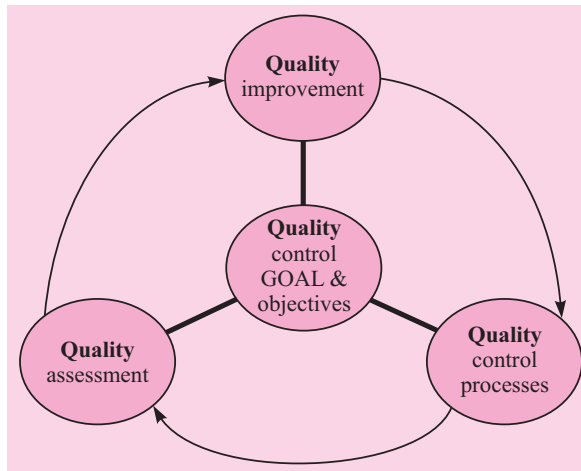 Quality
improvement
Quality
control
GOAL &
objectives
Quality
assessment
Quality
control
processes